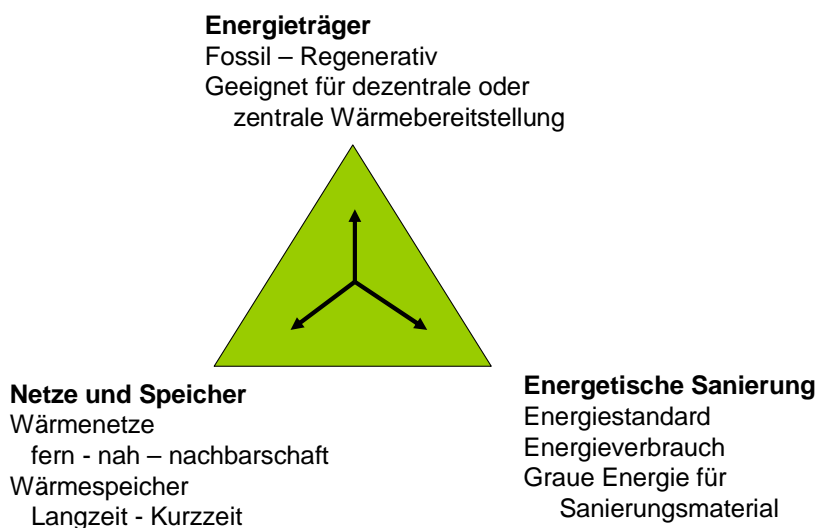 Energieträger
Fossil – Regenerativ
Geeignet für dezentrale oder
zentrale Wärmebereitstellung
Netze und Speicher
Wärmenetze
fern - nah – nachbarschaft
Wärmespeicher
Langzeit - Kurzzeit
Energetische Sanierung
Energiestandard
Energieverbrauch
Graue Energie für
Sanierungsmaterial